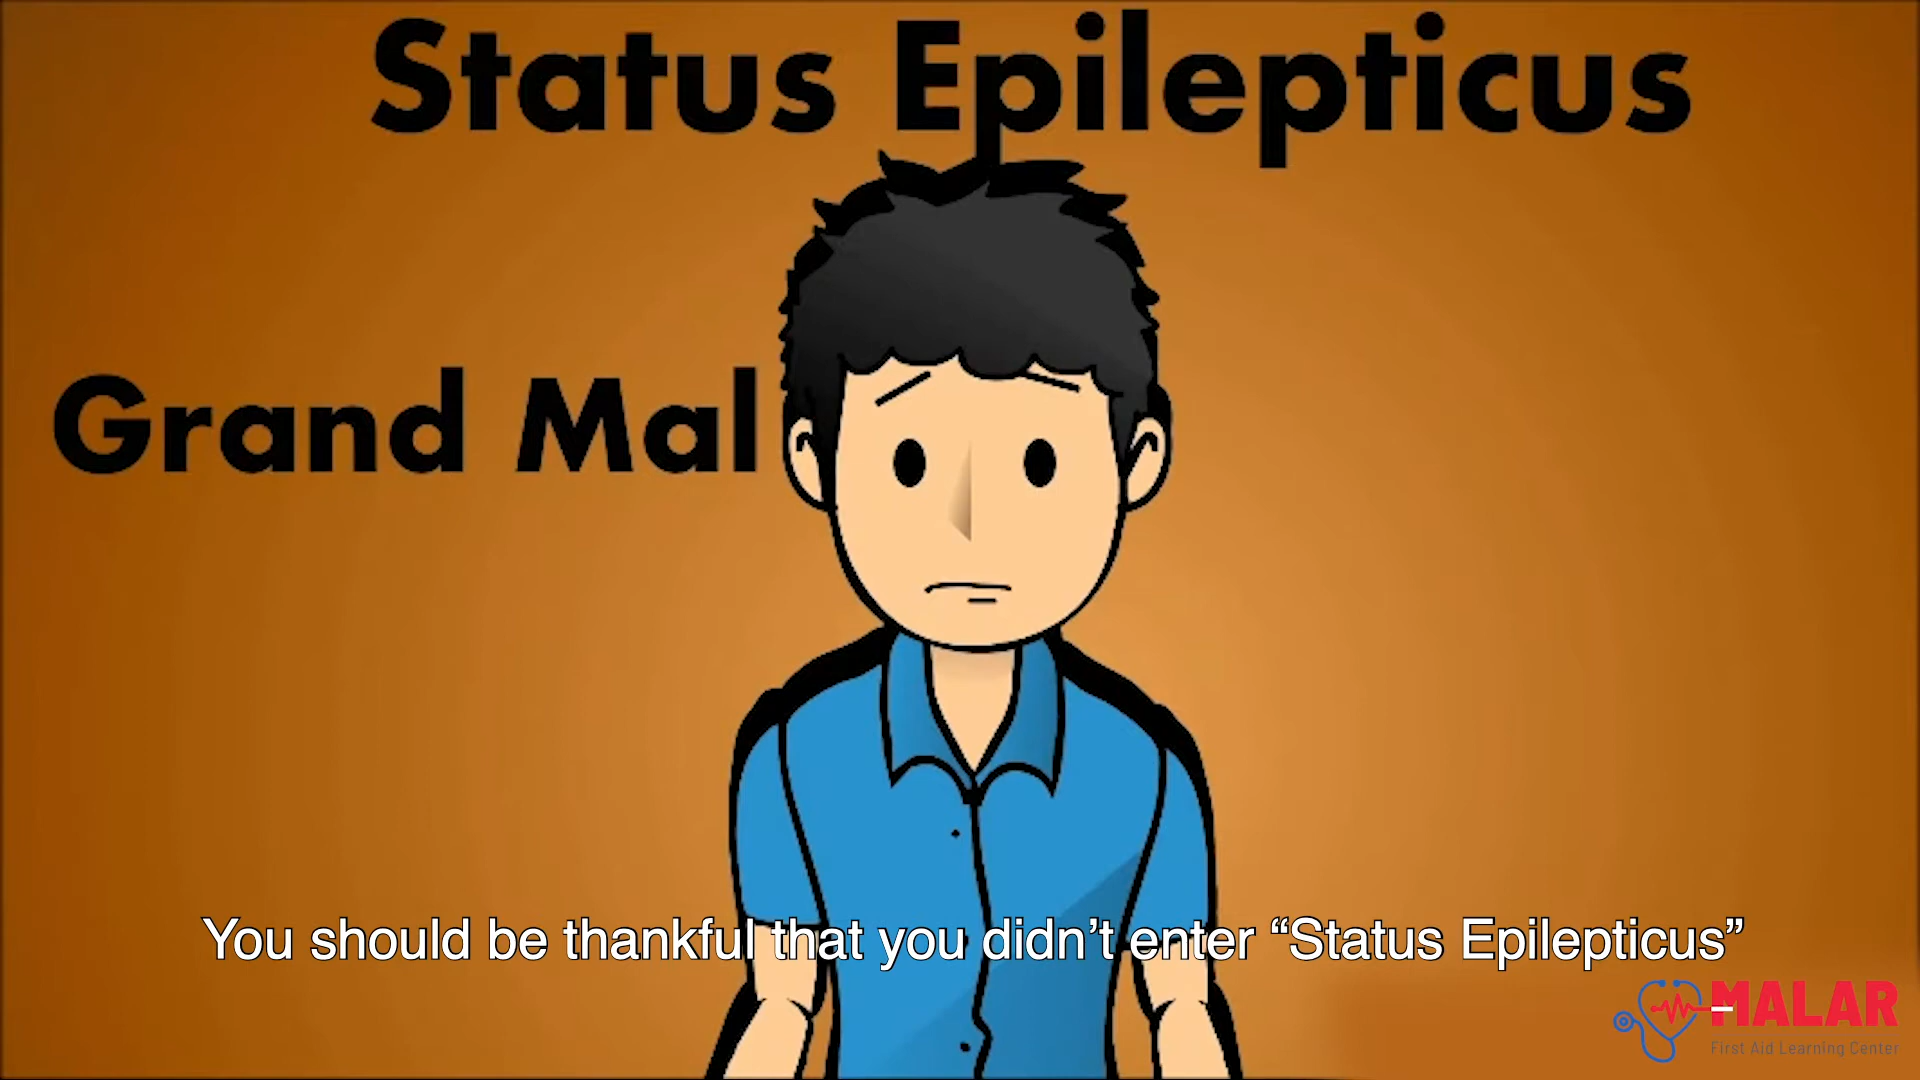 Status Epilepticus
Grand Mal
You should be thankful that you didn't enter “Status Epilepticus”
MALAR
First Aid Learning Center